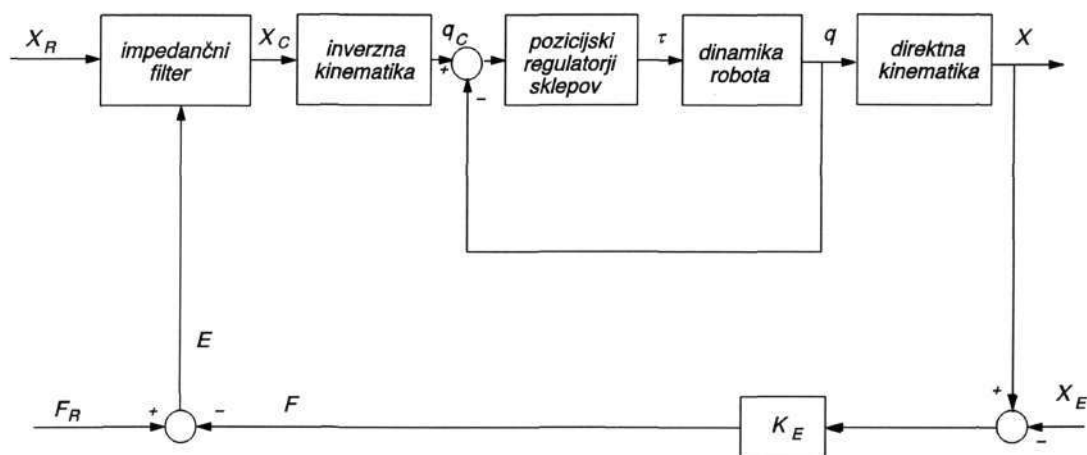 X_R
impedančni
filter
X_C
inverzna
kinematika
q_C
+
−
pozicijski
regulatorji
sklepov
τ
dinamika
robota
q
direktna
kinematika
X
E
F_R
+
−
F
K_E
+
X_E
−